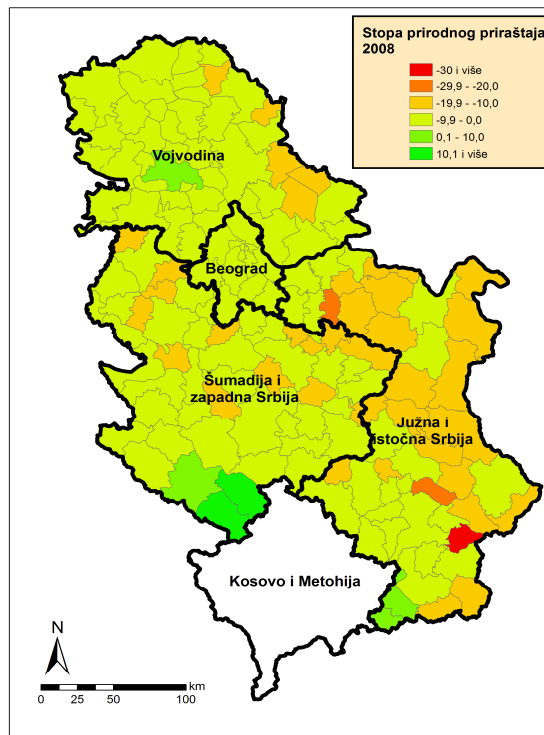 Stopa prirodnog priraštaja
2008
-30 i više
-29,9 - -20,0
-19,9 - -10,0
-9,9 - 0,0
0,1 - 10,0
10,1 i više
Vojvodina
Beograd
Šumadija i
zapadna Srbija
Južna i
istočna Srbija
Kosovo i Metohija
N
km
0 25 50 100